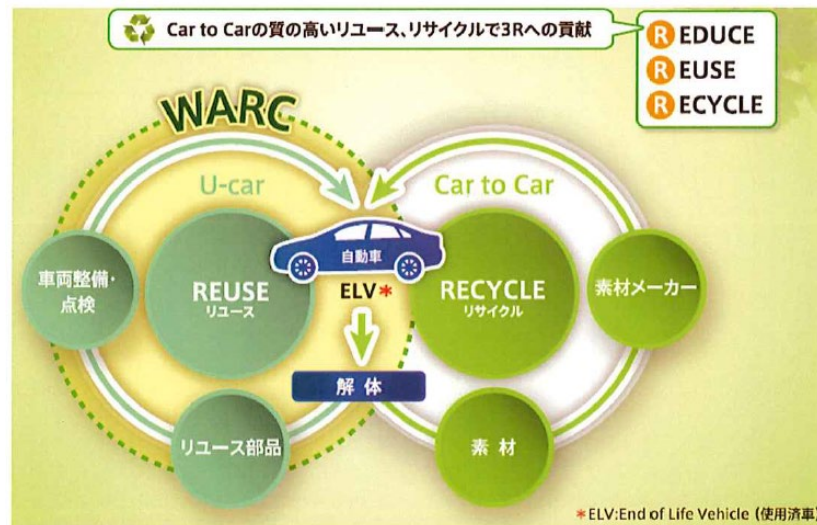 Car to Carの質の高いリユース、リサイクルで3Rへの貢献
REDUCE
REUSE
RECYCLE
WARC
U-car
Car to Car
自動車
車両整備・
点検
REUSE
リユース
ELV*
RECYCLE
リサイクル
素材メーカー
解体
リユース部品
素材
*ELV:End of Life Vehicle (使用済車)